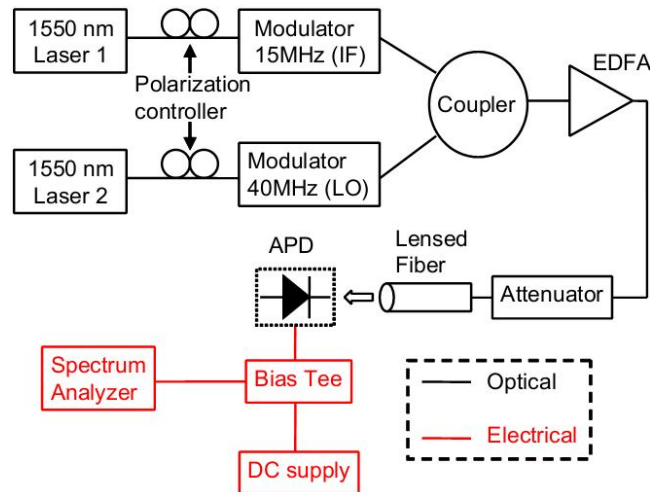 1550 nm
Laser 1
Modulator
15MHz (IF)
EDFA
Polarization
controller
Coupler
1550 nm
Laser 2
Modulator
40MHz (LO)
APD
Lensed
Fiber
Attenuator
Spectrum
Analyzer
Bias Tee
DC supply
Optical
Electrical